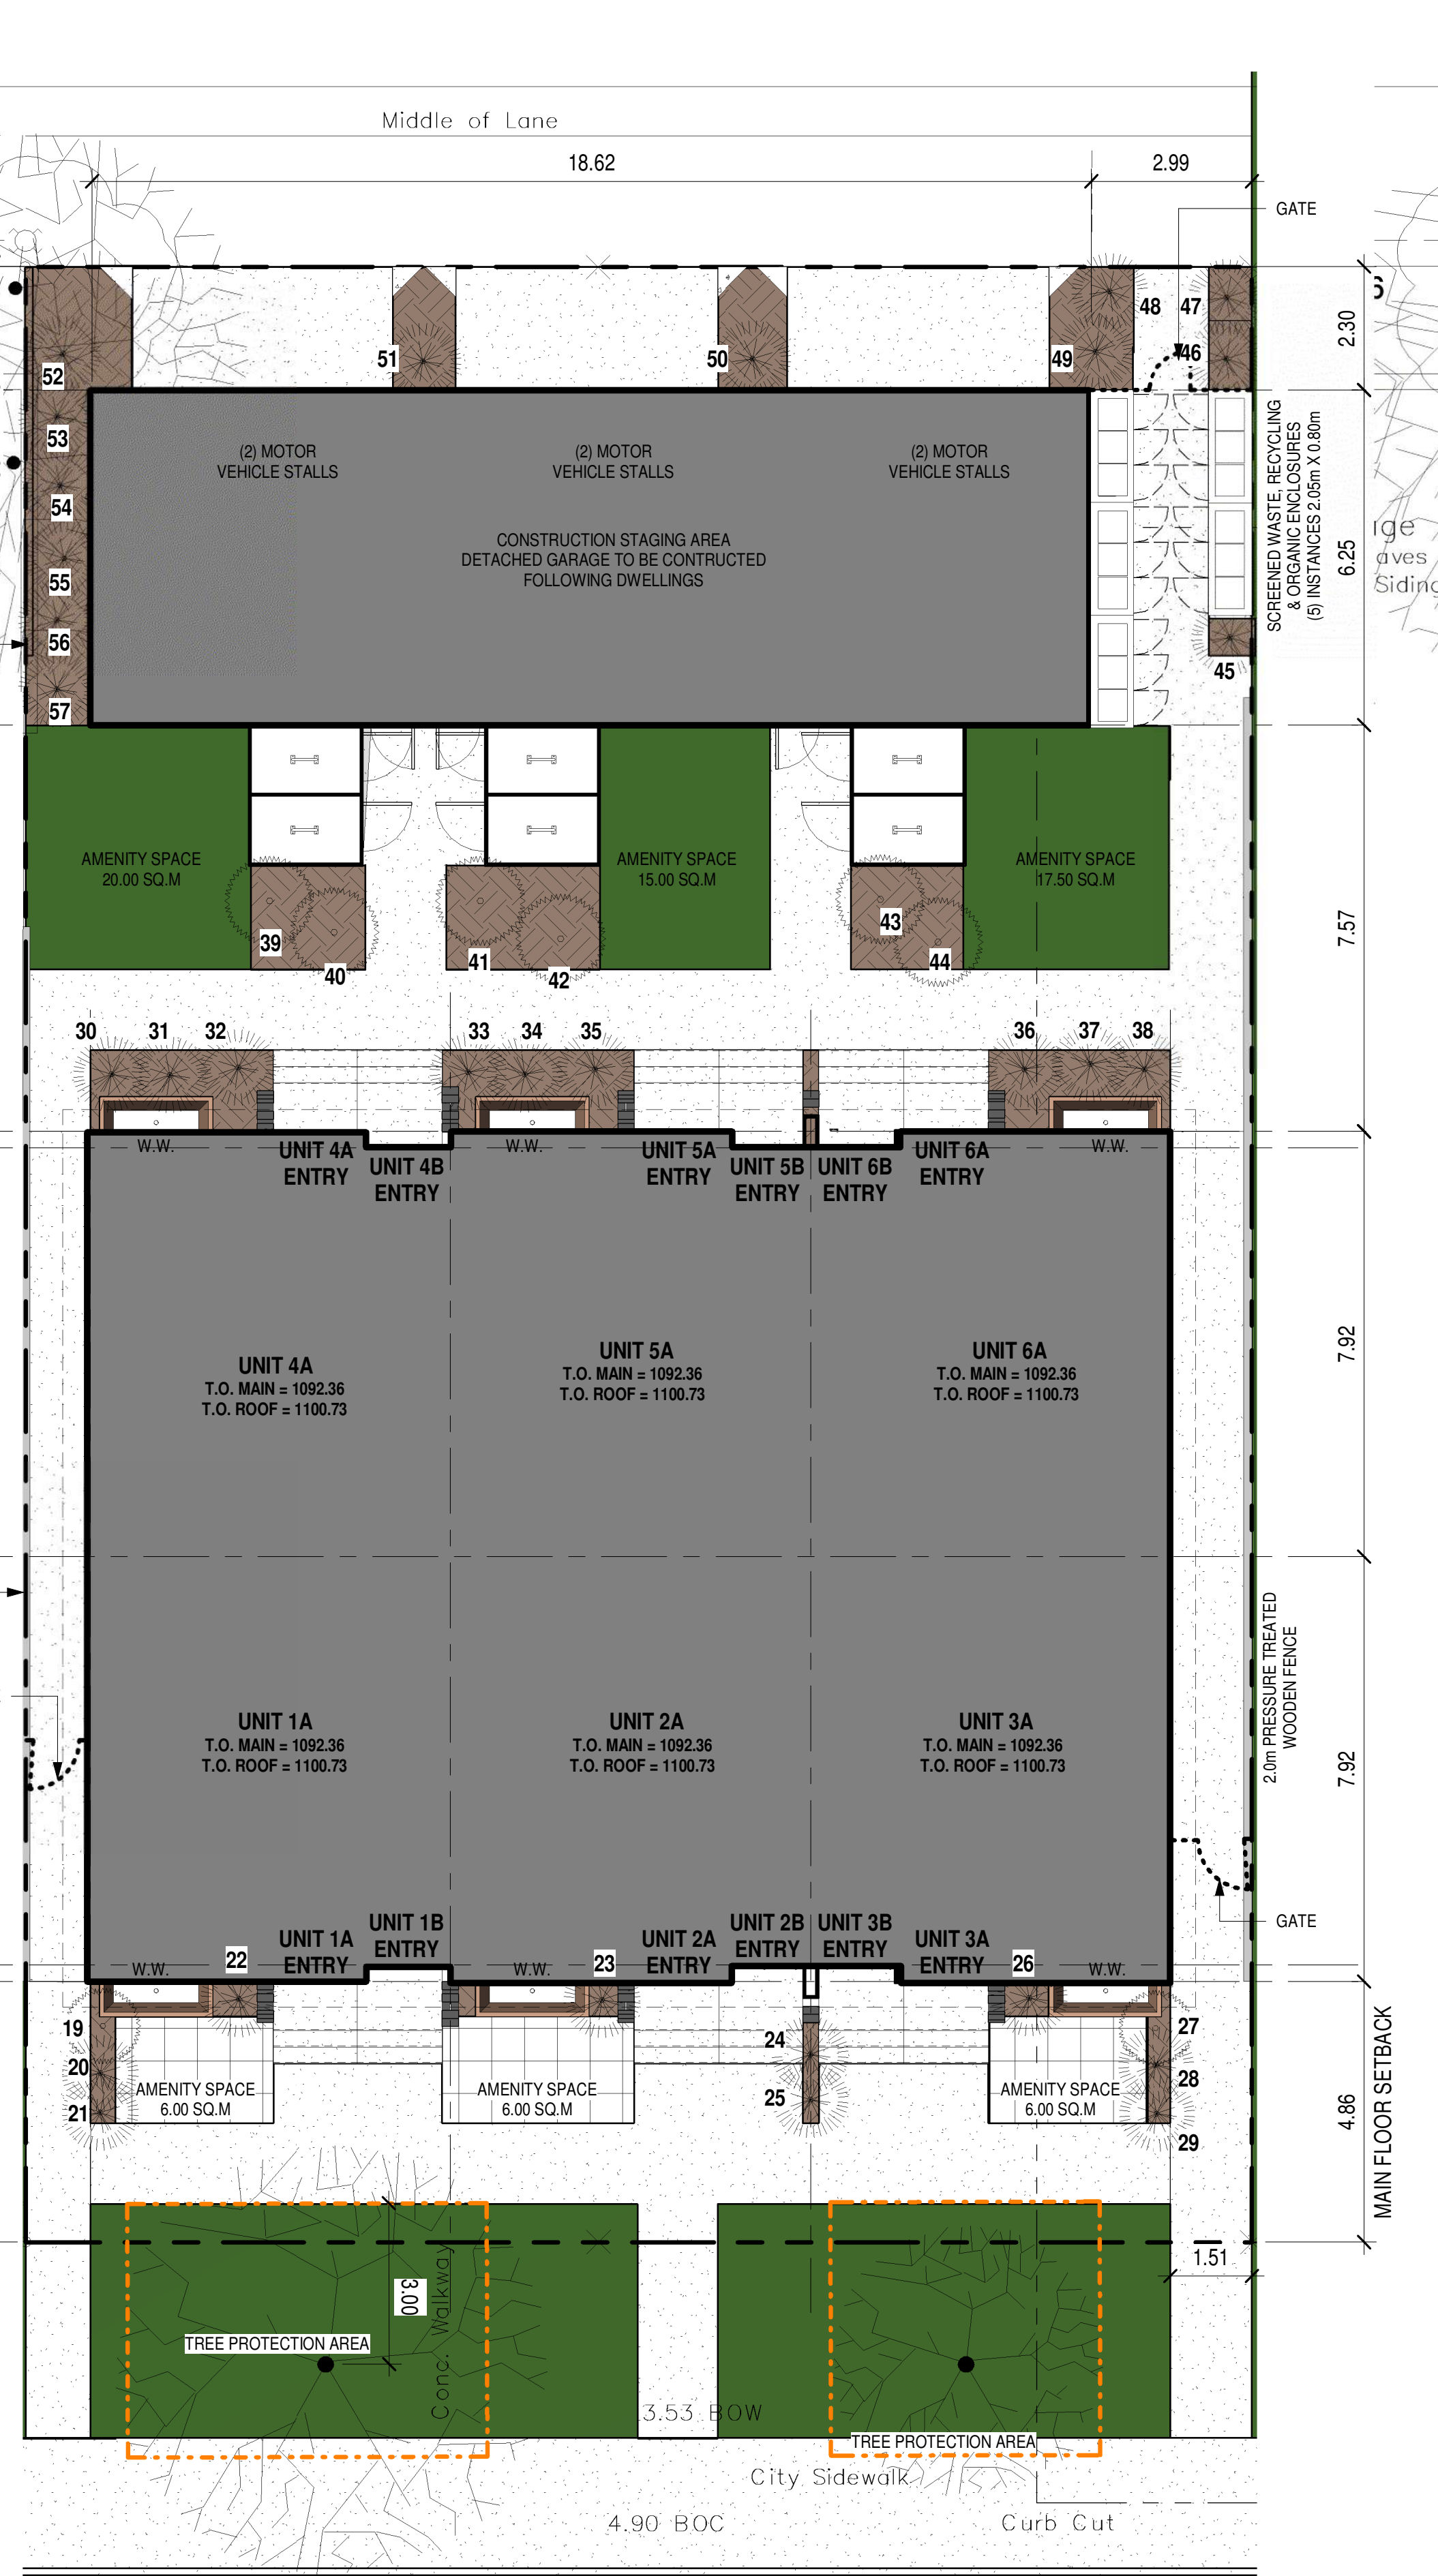 Middle of Lane
18.62
2.99
GATE
48
47
2.30
51
50
49
46
52
53
54
55
56
57
(2) MOTOR
VEHICLE STALLS
(2) MOTOR
VEHICLE STALLS
(2) MOTOR
VEHICLE STALLS
CONSTRUCTION STAGING AREA
DETACHED GARAGE TO BE CONTRUCTED
FOLLOWING DWELLINGS
SCREENED WASTE, RECYCLING
& ORGANIC ENCLOSURES
(5) INSTANCES 2.05m X 0.80m
6.25
aves
Siding
45
AMENITY SPACE
20.00 SQ.M
AMENITY SPACE
15.00 SQ.M
AMENITY SPACE
17.50 SQ.M
39
40
41
42
43
44
7.57
30
31
32
33
34
35
36
37
38
W.W.
W.W.
W.W.
UNIT 4A
ENTRY
UNIT 4B
ENTRY
UNIT 5A
ENTRY
UNIT 5B
ENTRY
UNIT 6B
ENTRY
UNIT 6A
ENTRY
UNIT 4A
T.O. MAIN = 1092.36
T.O. ROOF = 1100.73
UNIT 5A
T.O. MAIN = 1092.36
T.O. ROOF = 1100.73
UNIT 6A
T.O. MAIN = 1092.36
T.O. ROOF = 1100.73
7.92
UNIT 1A
T.O. MAIN = 1092.36
T.O. ROOF = 1100.73
UNIT 2A
T.O. MAIN = 1092.36
T.O. ROOF = 1100.73
UNIT 3A
T.O. MAIN = 1092.36
T.O. ROOF = 1100.73
2.0m PRESSURE TREATED
WOODEN FENCE
7.92
GATE
UNIT 1A
ENTRY
UNIT 1B
ENTRY
UNIT 2A
ENTRY
UNIT 2B
ENTRY
UNIT 3B
ENTRY
UNIT 3A
ENTRY
W.W.
22
W.W.
23
26
W.W.
19
20
21
24
25
27
28
29
AMENITY SPACE
6.00 SQ.M
AMENITY SPACE
6.00 SQ.M
AMENITY SPACE
6.00 SQ.M
4.86
MAIN FLOOR SETBACK
1.51
3.00
Conc. Walkway
TREE PROTECTION AREA
3.53 BOW
TREE PROTECTION AREA
City Sidewalk
4.90 BOC
Curb Cut